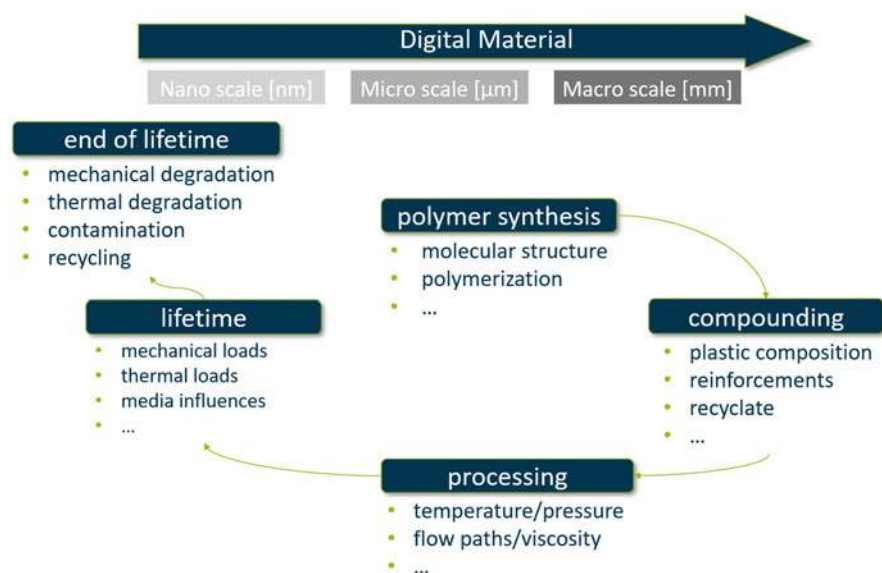 Digital Material
Nano scale [nm]
Micro scale [µm]
Macro scale [mm]
end of lifetime
• mechanical degradation
• thermal degradation
• contamination
• recycling
polymer synthesis
• molecular structure
• polymerization
• ...
compounding
• plastic composition
• reinforcements
• recyclate
• ...
processing
• temperature/pressure
• flow paths/viscosity
• ...
lifetime
• mechanical loads
• thermal loads
• media influences
• ...